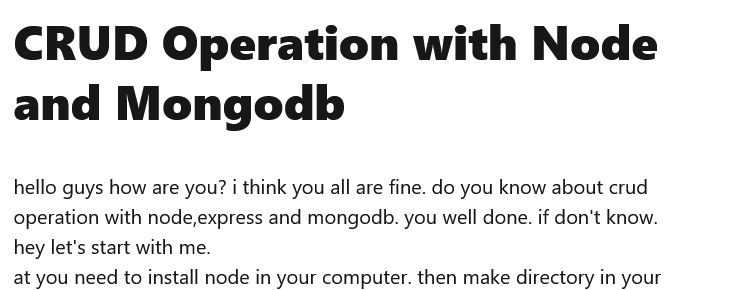 CRUD Operation with Node
and Mongodb
hello guys how are you? i think you all are fine. do you know about crud
operation with node,express and mongodb. you well done. if don't know.
hey let's start with me.
at you need to install node in your computer. then make directory in your